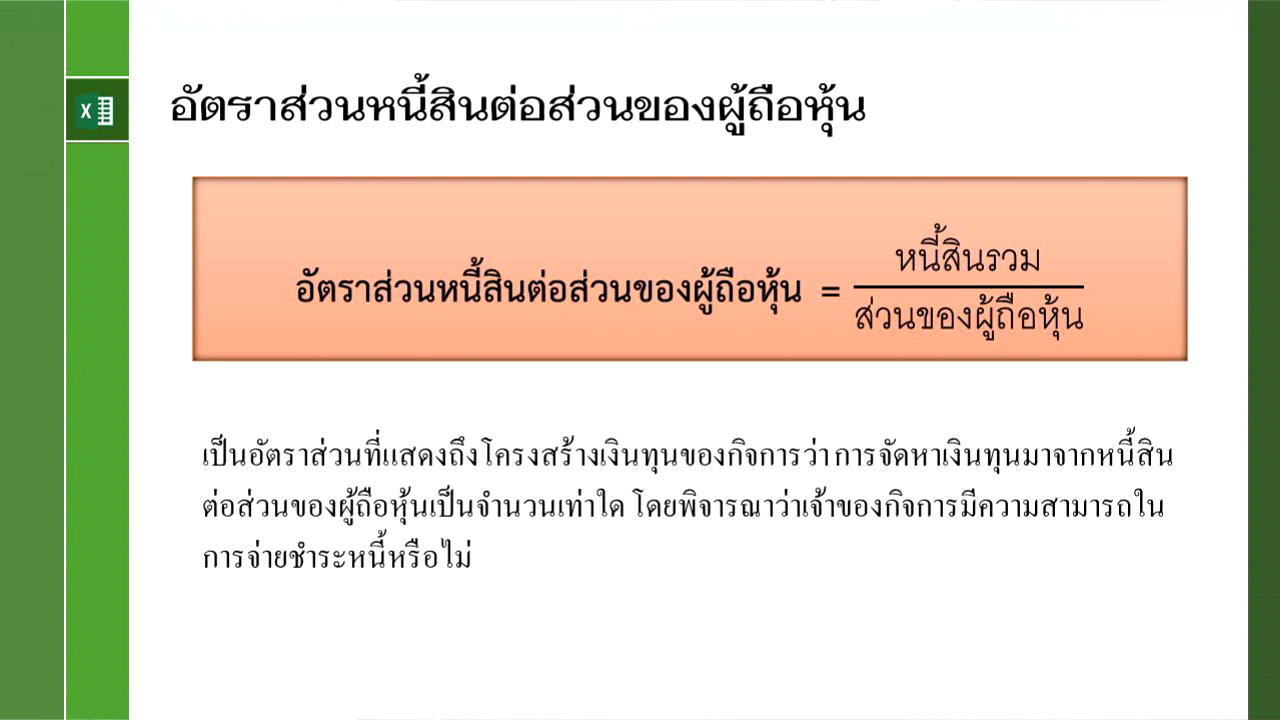 X
อัตราส่วนหนี้สินต่อส่วนของผู้ถือหุ้น
อัตราส่วนหนี้สินต่อส่วนของผู้ถือหุ้น =
หนี้สินรวม
ส่วนของผู้ถือหุ้น
เป็นอัตราส่วนที่แสดงถึงโครงสร้างเงินทุนของกิจการว่า การจัดหาเงินทุนมาจากหนี้สิน
ต่อส่วนของผู้ถือหุ้นเป็นจำนวนเท่าใด โดยพิจารณาว่าเจ้าของกิจการมีความสามารถใน
การจ่ายชำระหนี้หรือไม่